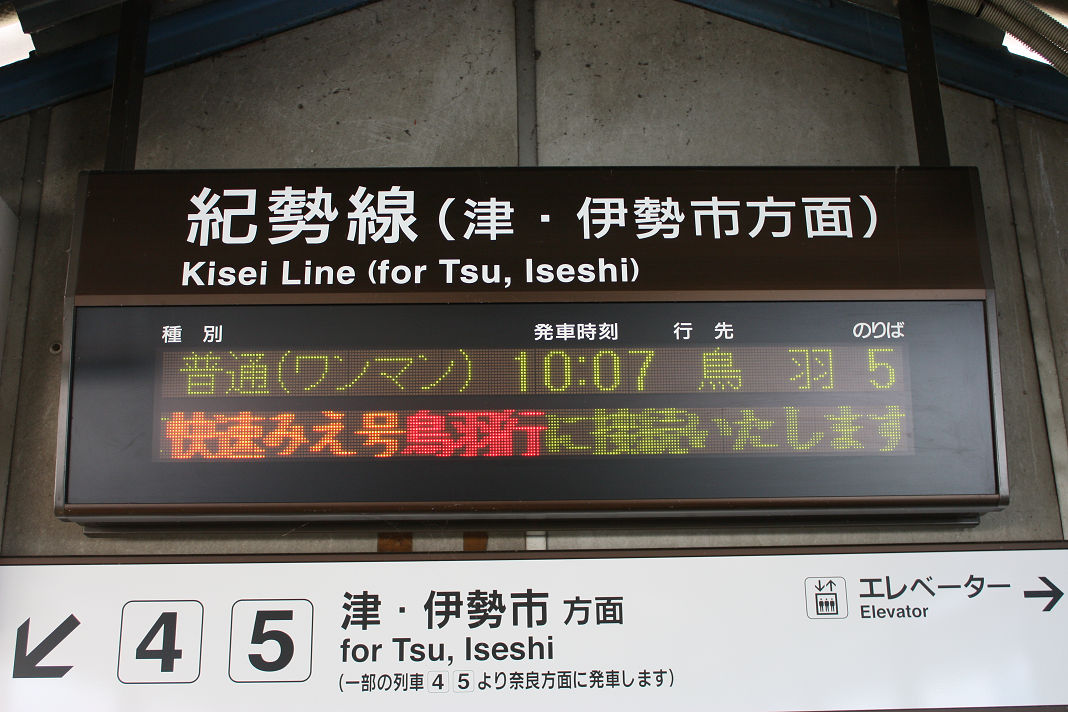 紀勢線(津・伊勢市方面)
Kisei Line (for Tsu, Iseshi)
種 別 発車時刻 行 先 のりば
普通(ワンマン) 10:07 鳥 羽 5
快速みえ号鳥羽行に接続いたします
4 5 津・伊勢市 方面
for Tsu, Iseshi
(一部の列車 4 5 より奈良方面に発車します)
エレベーター
Elevator